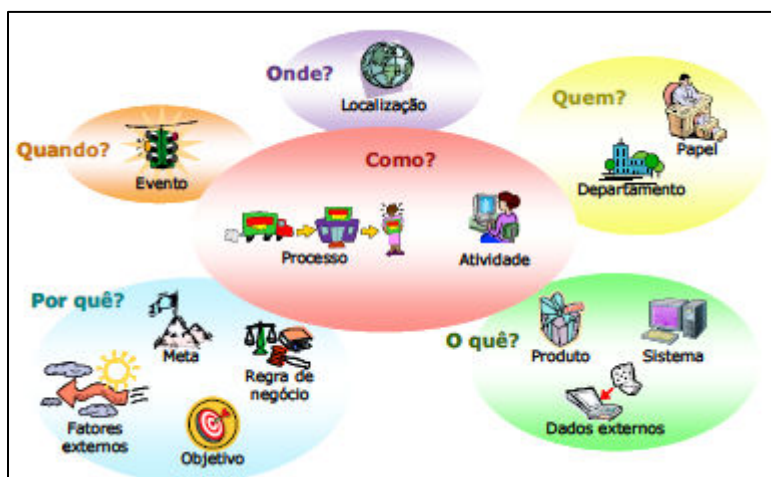 Onde?
Localização
Quem?
Papel
Departamento
Quando?
Evento
Como?
Processo
Atividade
Por quê?
Meta
Regra de
negócio
Fatores
externos
Objetivo
O quê?
Produto
Sistema
Dados externos